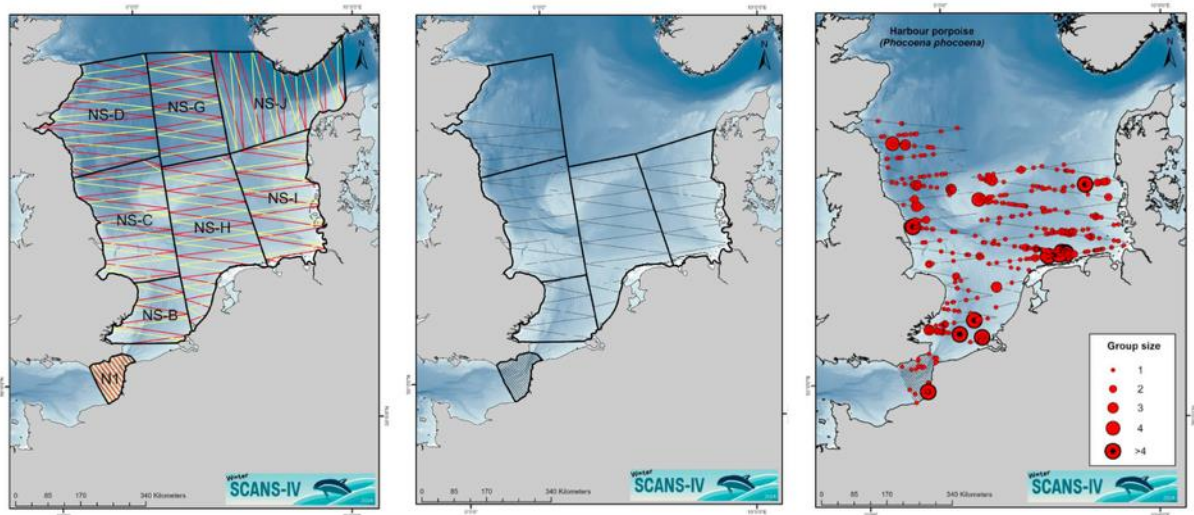 NS-D
NS-G
NS-J
NS-C
NS-H
NS-I
NS-B
N1
N
0 85 170 340 Kilometers
Winter
SCANS-IV
N
0 85 170 340 Kilometers
Winter
SCANS-IV
Harbour porpoise
(Phocoena phocoena)
N
Group size
1
2
3
4
>4
0 85 170 340 Kilometers
Winter
SCANS-IV